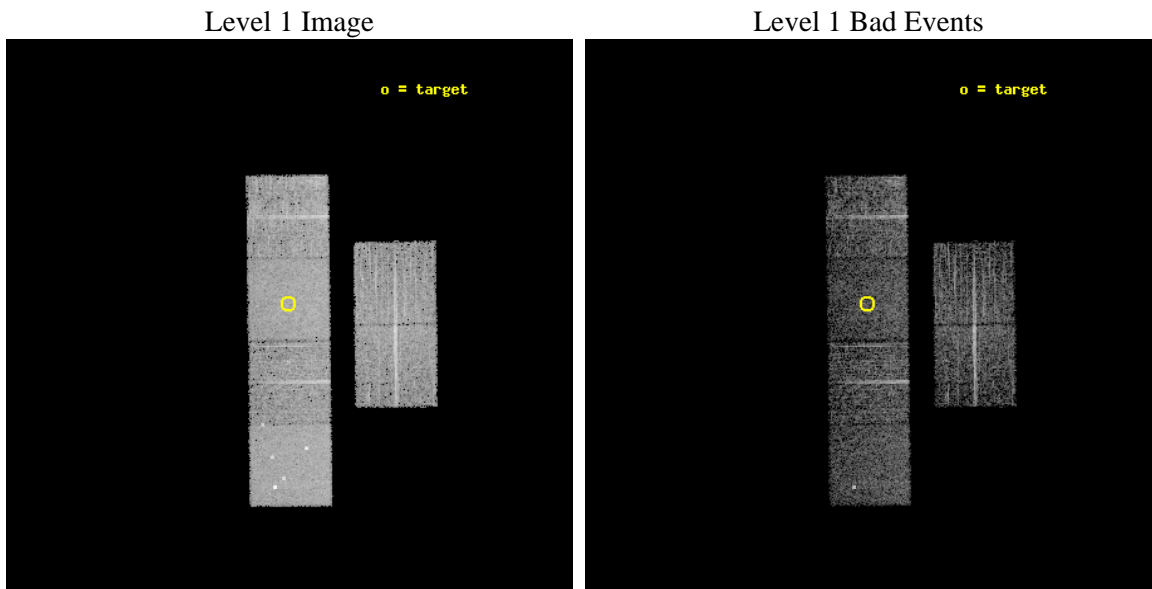 Level 1 Image
Level 1 Bad Events
o = target
o = target